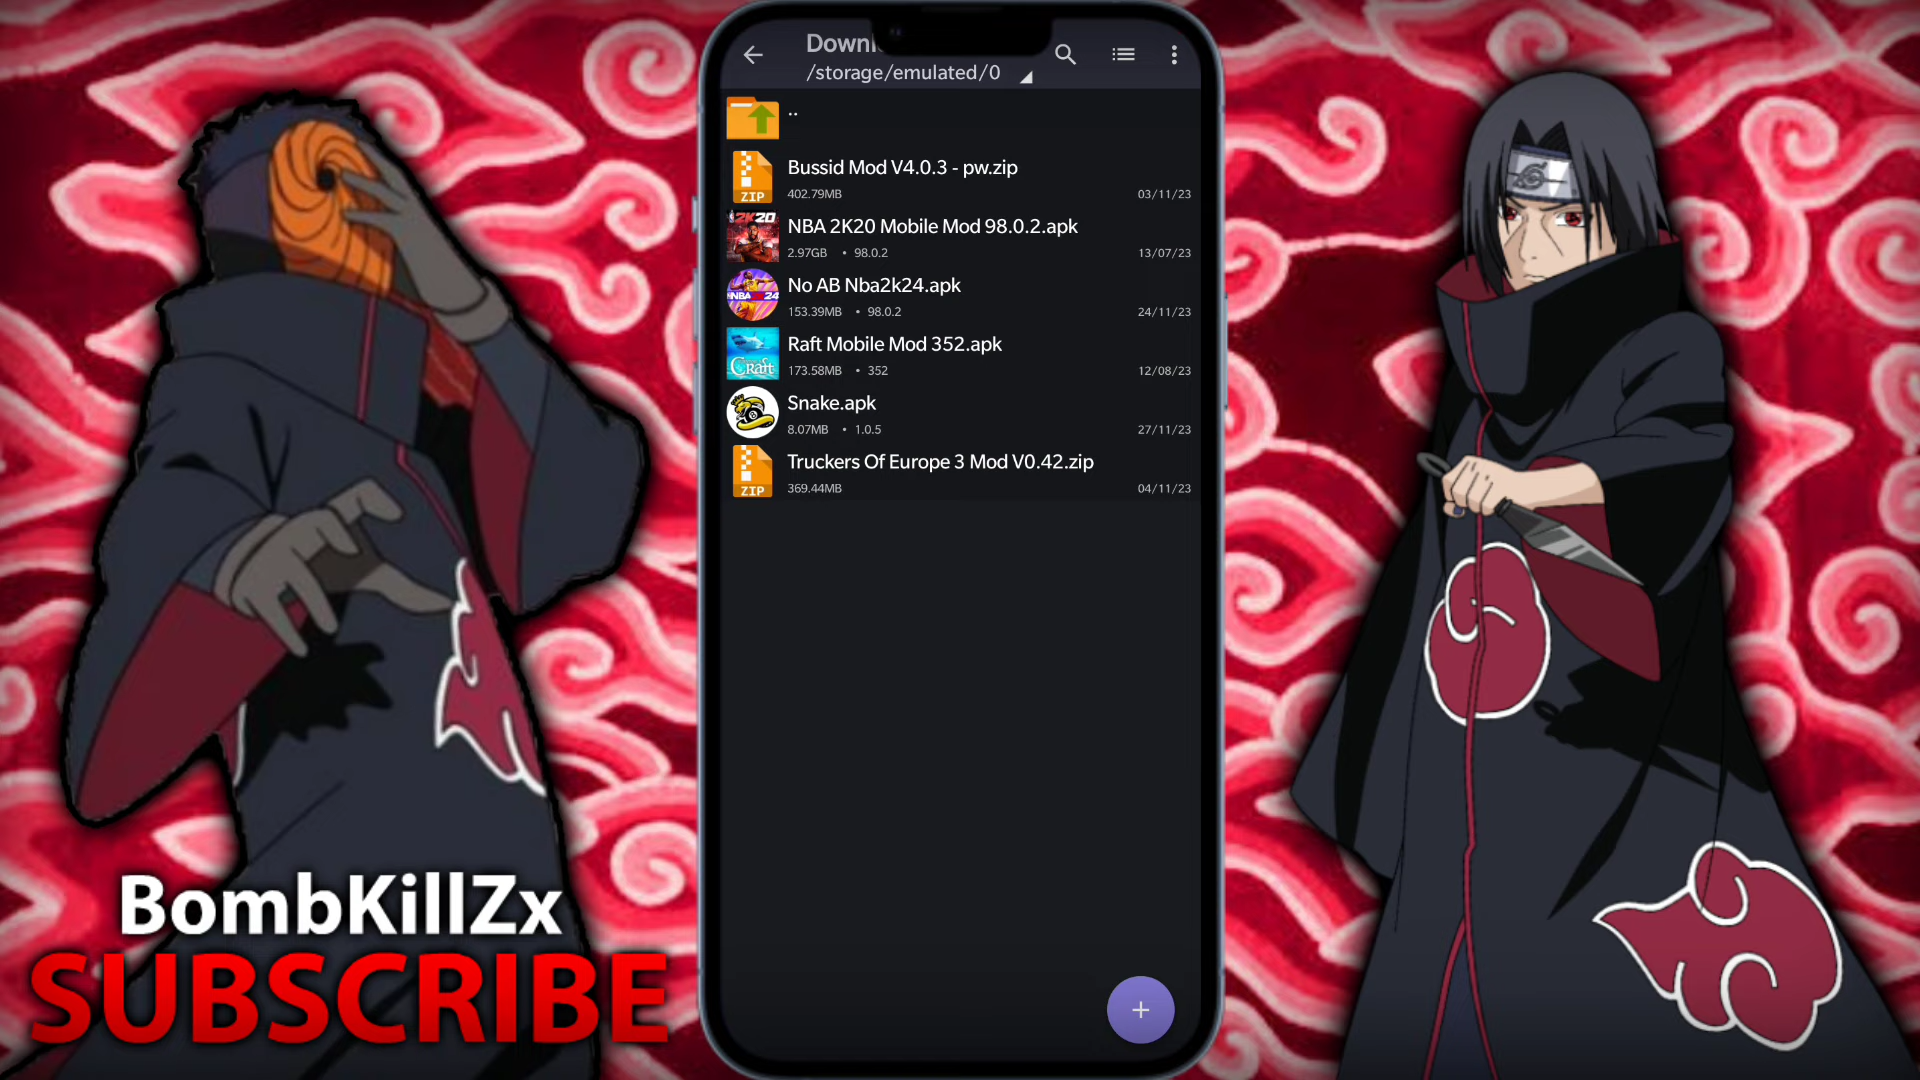 Downl
/storage/emulated/0
..
Bussid Mod V4.0.3 - pw.zip
402.79MB 03/11/23
ZIP
2K20
NBA 2K20 Mobile Mod 98.0.2.apk
2.97GB • 98.0.2 13/07/23
NBA 24
No AB Nba2k24.apk
153.39MB • 98.0.2 24/11/23
Craft
Raft Mobile Mod 352.apk
173.58MB • 352 12/08/23
Snake.apk
8.07MB • 1.0.5 27/11/23
Truckers Of Europe 3 Mod V0.42.zip
369.44MB 04/11/23
ZIP
BombKillZx
SUBSCRIBE